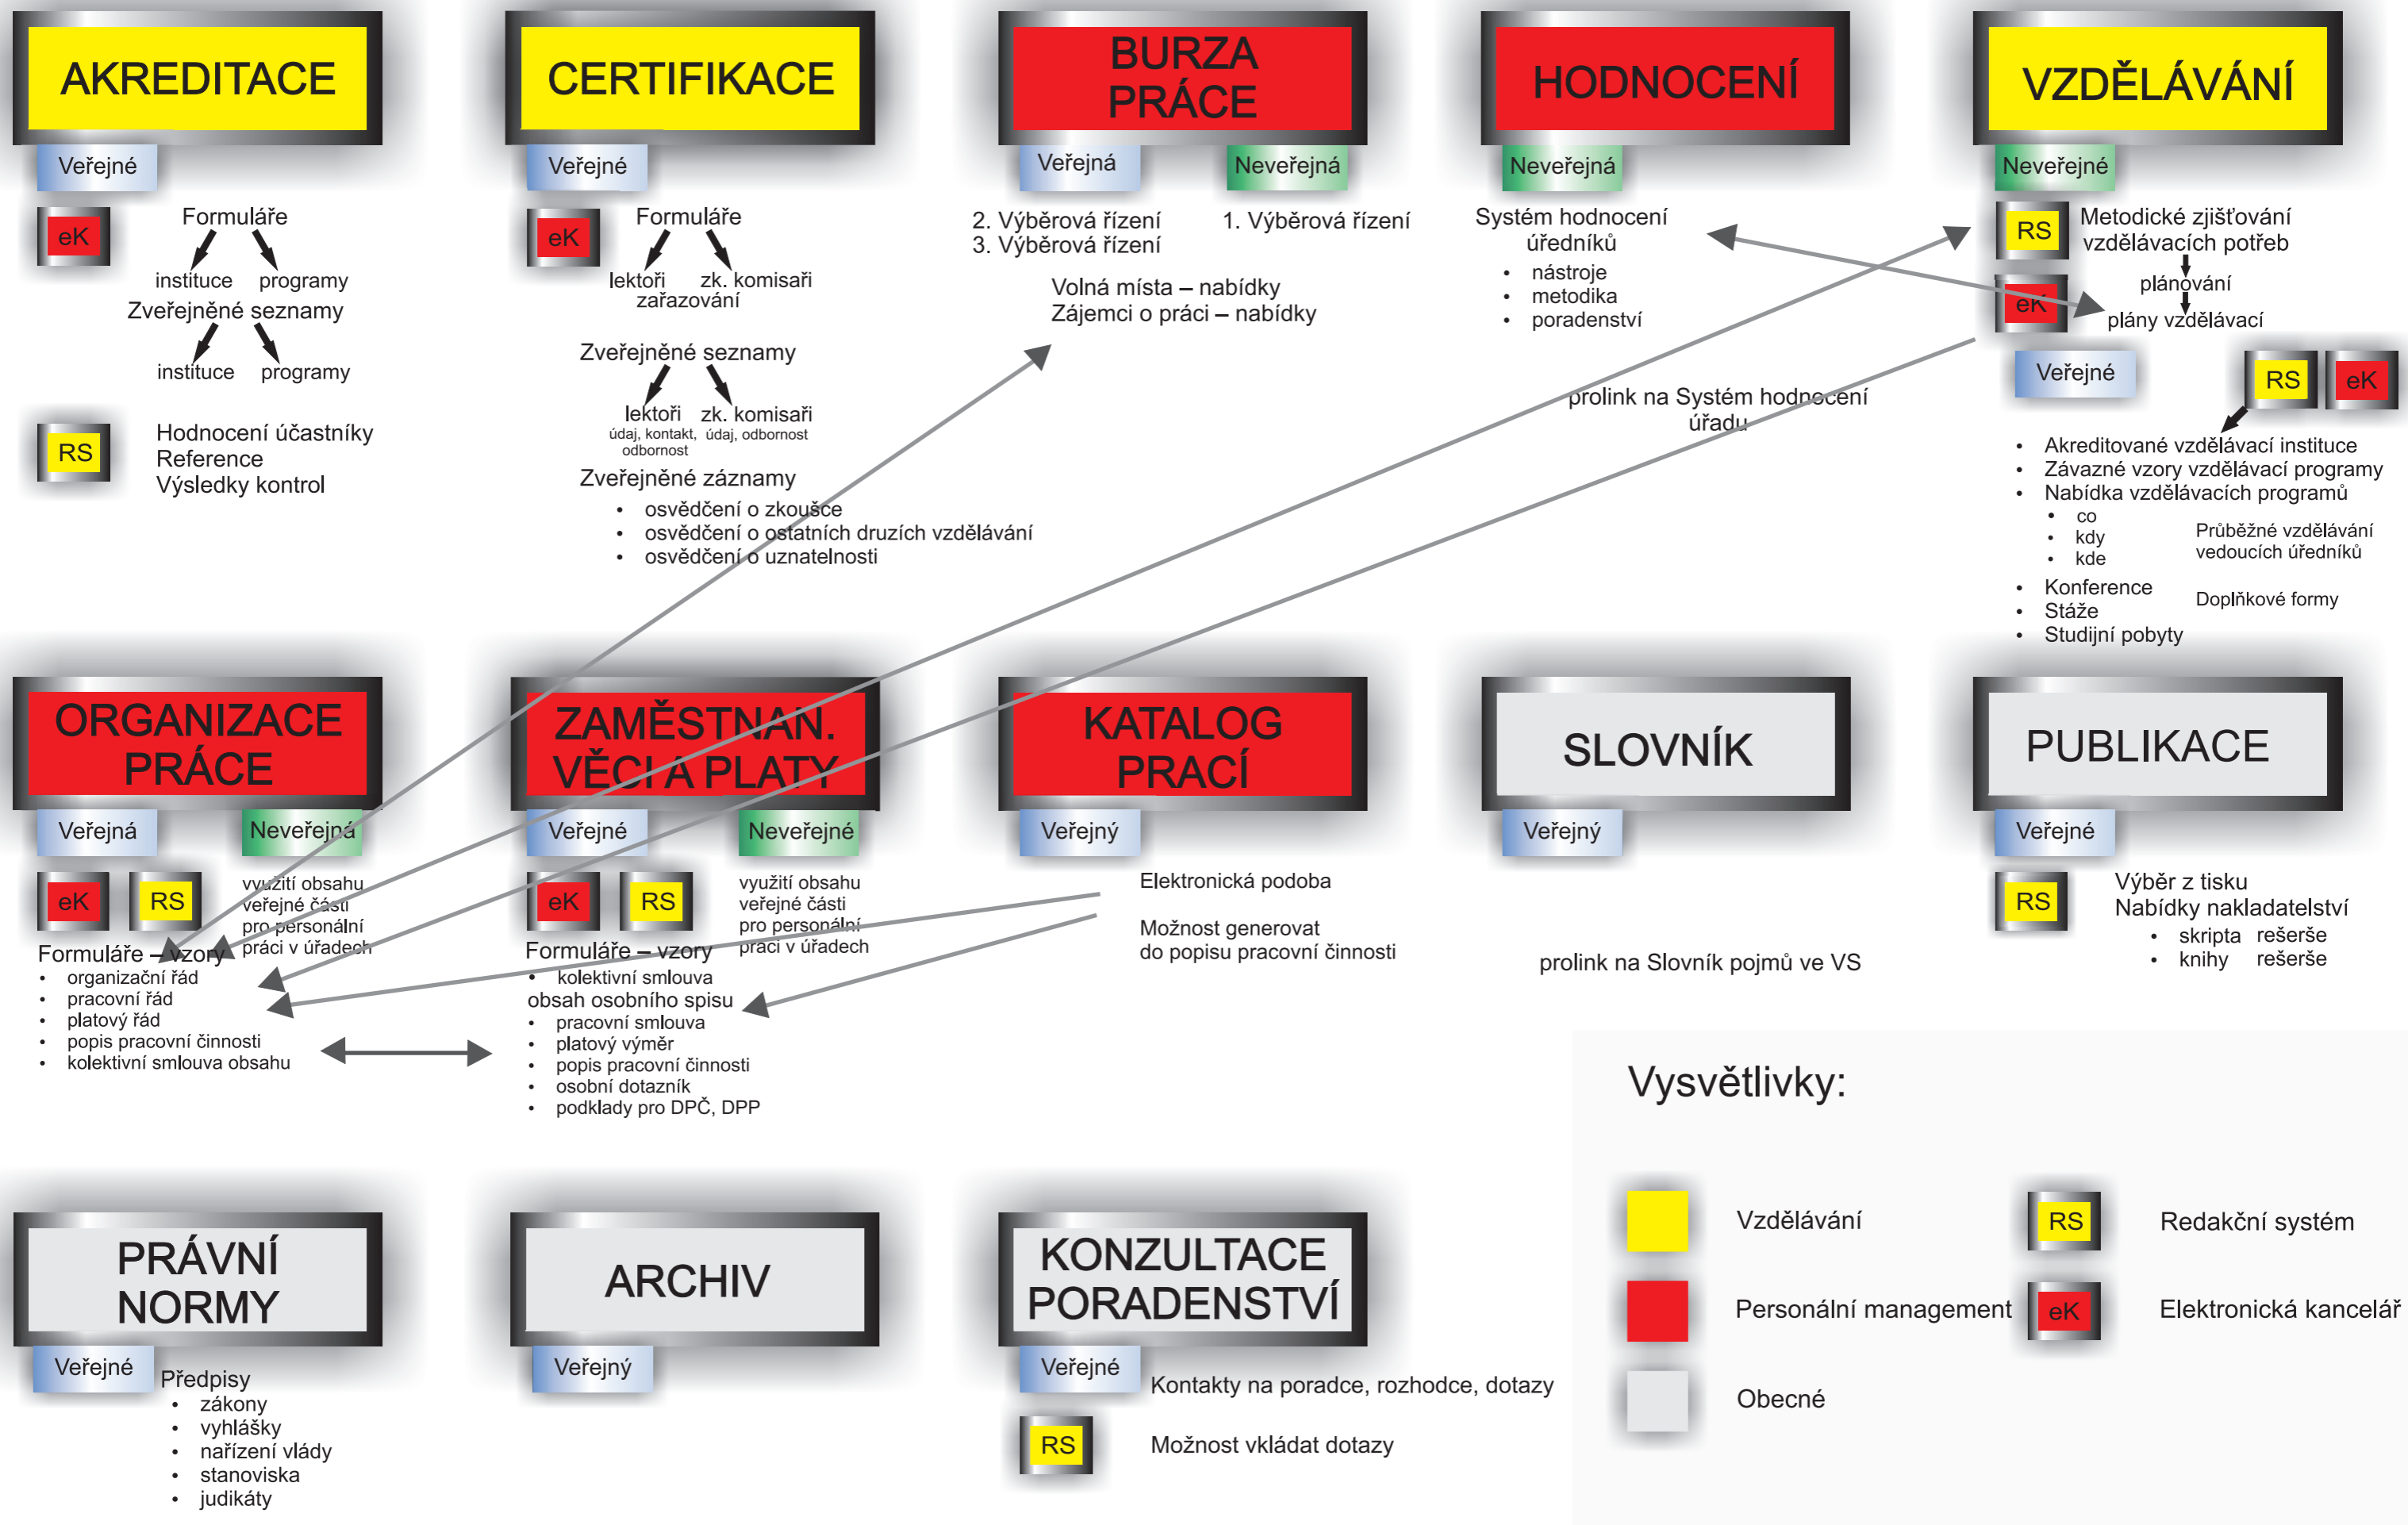 AKREDITACE
Veřejné
eK
Formuláře
instituce programy
Zveřejněné seznamy
instituce programy
RS
Hodnocení účastníky
Reference
Výsledky kontrol
CERTIFIKACE
Veřejné
eK
Formuláře
lektoři zk. komisaři
zařazování
Zveřejněné seznamy
lektoři zk. komisaři
údaj, kontakt, údaj, odbornost
odbornost
Zveřejněné záznamy
• osvědčení o zkoušce
• osvědčení o ostatních druzích vzdělávání
• osvědčení o uznatelnosti
BURZA
PRÁCE
Veřejná Neveřejná
2. Výběrová řízení 1. Výběrová řízení
3. Výběrová řízení
Volná místa – nabídky
Zájemci o práci – nabídky
HODNOCENÍ
Neveřejná
Systém hodnocení
úředníků
• nástroje
• metodika
• poradenství
prolink na Systém hodnocení
úřadu
VZDĚLÁVÁNÍ
Neveřejné
RS
Metodické zjišťování
vzdělávacích potřeb
plánování
eK
plány vzdělávací
Veřejné
RS eK
• Akreditované vzdělávací instituce
• Závazné vzory vzdělávací programy
• Nabídka vzdělávacích programů
• co
• kdy
• kde
Průběžné vzdělávání
vedoucích úředníků
• Konference
• Stáže
• Studijní pobyty
Doplňkové formy
ORGANIZACE
PRÁCE
Veřejná Neveřejná
eK RS
využití obsahu
veřejné části
pro personální
práci v úřadech
Formuláře – vzory
• organizační řád
• pracovní řád
• platový řád
• popis pracovní činnosti
• kolektivní smlouva obsahu
ZAMĚSTNAN.
VĚCI A PLATY
Veřejné Neveřejné
eK RS
využití obsahu
veřejné části
pro personální
práci v úřadech
Formuláře – vzory
• kolektivní smlouva
obsah osobního spisu
• pracovní smlouva
• platový výměr
• popis pracovní činnosti
• osobní dotazník
• podklady pro DPČ, DPP
KATALOG
PRACÍ
Veřejný
Elektronická podoba
Možnost generovat
do popisu pracovní činnosti
SLOVNÍK
Veřejný
prolink na Slovník pojmů ve VS
PUBLIKACE
Veřejné
RS
Výběr z tisku
Nabídky nakladatelství
• skripta rešerše
• knihy rešerše
PRÁVNÍ
NORMY
Veřejné
Předpisy
• zákony
• vyhlášky
• nařízení vlády
• stanoviska
• judikáty
ARCHIV
Veřejný
KONZULTACE
PORADENSTVÍ
Veřejné
Kontakty na poradce, rozhodce, dotazy
RS
Možnost vkládat dotazy
Vysvětlivky:
Vzdělávání
RS Redakční systém
Personální management
eK Elektronická kancelář
Obecné